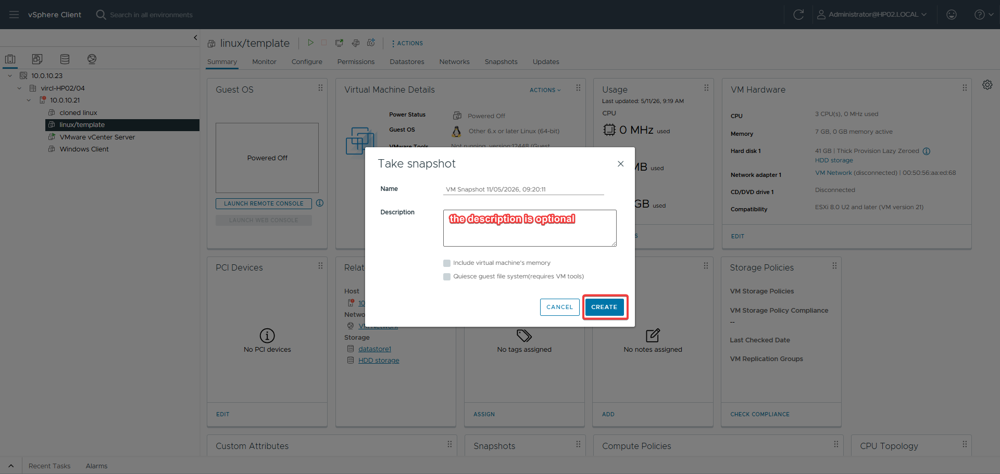 vSphere Client
Search in all environments
Administrator@HP02.LOCAL
linux/template
ACTIONS
Summary
Monitor
Configure
Permissions
Datastores
Networks
Snapshots
Updates
10.0.10.23
vircl-HP02/04
10.0.10.21
cloned linux
linux/template
VMware vCenter Server
Windows Client
Guest OS
Powered Off
LAUNCH REMOTE CONSOLE
LAUNCH WEB CONSOLE
Virtual Machine Details
ACTIONS
Power Status
Powered Off
Guest OS
Other 6.x or later Linux (64-bit)
VMware Tools
Not running, version:12448 (Guest
Usage
Last updated: 5/11/26, 9:19 AM
CPU
0 MHz used
MB used
GB used
S
VM Hardware
CPU
3 CPU(s), 0 MHz used
Memory
7 GB, 0 GB memory active
Hard disk 1
41 GB | Thick Provision Lazy Zeroed
HDD storage
Network adapter 1
VM Network (disconnected) | 00:50:56:aa:ed:68
CD/DVD drive 1
Disconnected
Compatibility
ESXi 8.0 U2 and later (VM version 21)
EDIT
Take snapshot
Name
VM Snapshot 11/05/2026, 09:20:11
Description
the description is optional
Include virtual machine's memory
Quiesce guest file system(requires VM tools)
CANCEL
CREATE
PCI Devices
No PCI devices
EDIT
Relat
Host
10
Netwo
VM Network
Storage
datastore1
HDD storage
No tags assigned
ASSIGN
No notes assigned
ADD
Storage Policies
VM Storage Policies
VM Storage Policy Compliance
--
Last Checked Date
VM Replication Groups
CHECK COMPLIANCE
Custom Attributes
Snapshots
Compute Policies
CPU Topology
Recent Tasks
Alarms